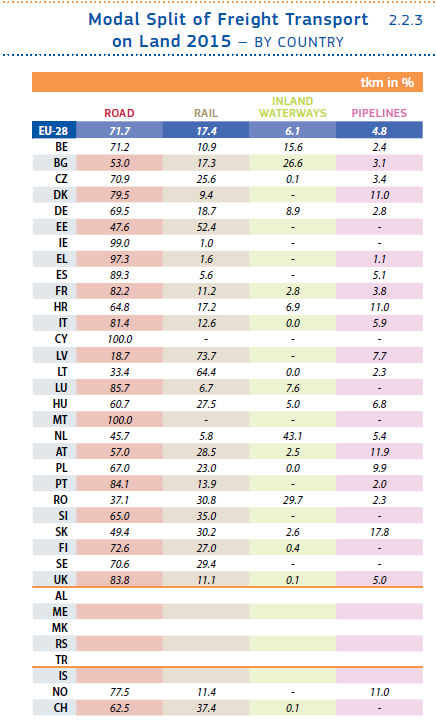 Modal Split of Freight Transport 2.2.3
on Land 2015 – BY COUNTRY
tkm in %
ROAD RAIL INLAND WATERWAYS PIPELINES
EU-28 71.7 17.4 6.1 4.8
BE 71.2 10.9 15.6 2.4
BG 53.0 17.3 26.6 3.1
CZ 70.9 25.6 0.1 3.4
DK 79.5 9.4 - 11.0
DE 69.5 18.7 8.9 2.8
EE 47.6 52.4 - -
IE 99.0 1.0 - -
EL 97.3 1.6 - 1.1
ES 89.3 5.6 - 5.1
FR 82.2 11.2 2.8 3.8
HR 64.8 17.2 6.9 11.0
IT 81.4 12.6 0.0 5.9
CY 100.0 - - -
LV 18.7 73.7 - 7.7
LT 33.4 64.4 0.0 2.3
LU 85.7 6.7 7.6 -
HU 60.7 27.5 5.0 6.8
MT 100.0 - - -
NL 45.7 5.8 43.1 5.4
AT 57.0 28.5 2.5 11.9
PL 67.0 23.0 0.0 9.9
PT 84.1 13.9 - 2.0
RO 37.1 30.8 29.7 2.3
SI 65.0 35.0 - -
SK 49.4 30.2 2.6 17.8
FI 72.6 27.0 0.4 -
SE 70.6 29.4 - -
UK 83.8 11.1 0.1 5.0
AL
ME
MK
RS
TR
IS
NO 77.5 11.4 - 11.0
CH 62.5 37.4 0.1 -